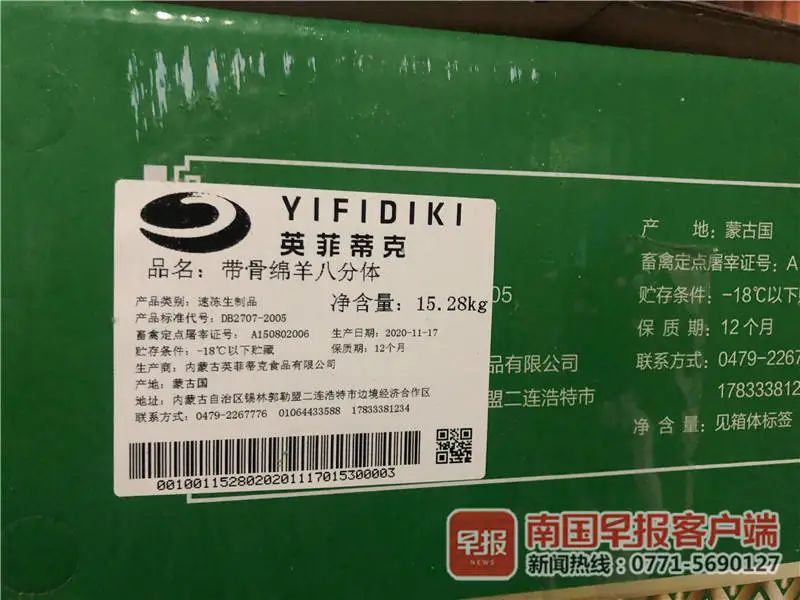 YIFIDIKI
英菲蒂克
品名：带骨绵羊八分体
产品类别：速冻生制品
净含量：15.28kg
产品标准代号：DB2707-2005
畜禽定点屠宰证号：A150802006 生产日期：2020-11-17
贮存条件：-18℃以下贮藏 保质期：12个月
生产商：内蒙古英菲蒂克食品有限公司
产地：蒙古国
地址：内蒙古自治区锡林郭勒盟二连浩特市边境经济合作区
联系方式：0479-2267776 01064433588 17833381234
0010011528020201117015300003
05
品有限公司
盟二连浩特市
产 地：蒙古国
畜禽定点屠宰证号：A
贮存条件：-18℃以下
保质期：12个月
联系方式：0479-2267
17833381
净含量：见箱体标签
早报
NEWS
南国早报客户端
新闻热线：0771-5690127